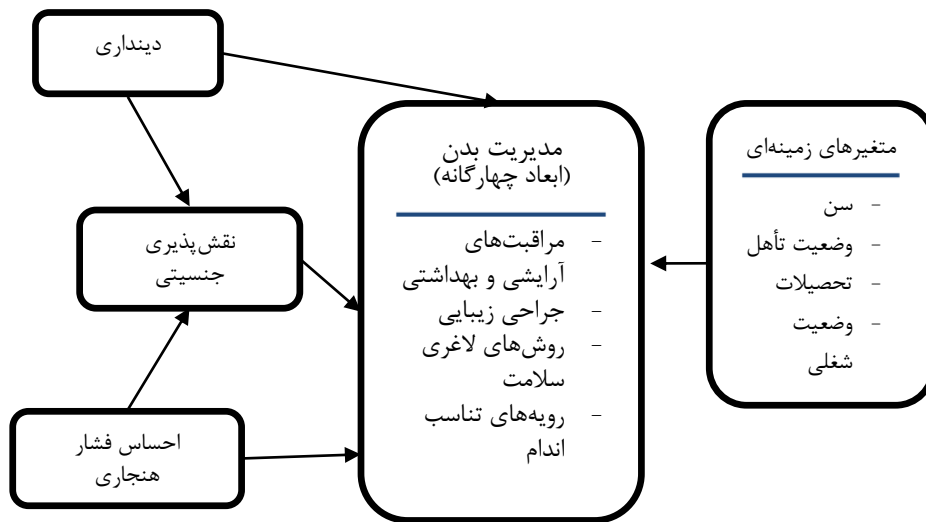 دینداری
مدیریت بدن
(ابعاد چهارگانه)
- مراقبت‌های
آرایشی و بهداشتی
- جراحی زیبایی
- روش‌های لاغری
سلامت
- رویه‌های تناسب
اندام
متغیرهای زمینه‌ای
- سن
- وضعیت تأهل
- تحصیلات
- وضعیت
شغلی
نقش‌پذیری
جنسیتی
احساس فشار
هنجاری